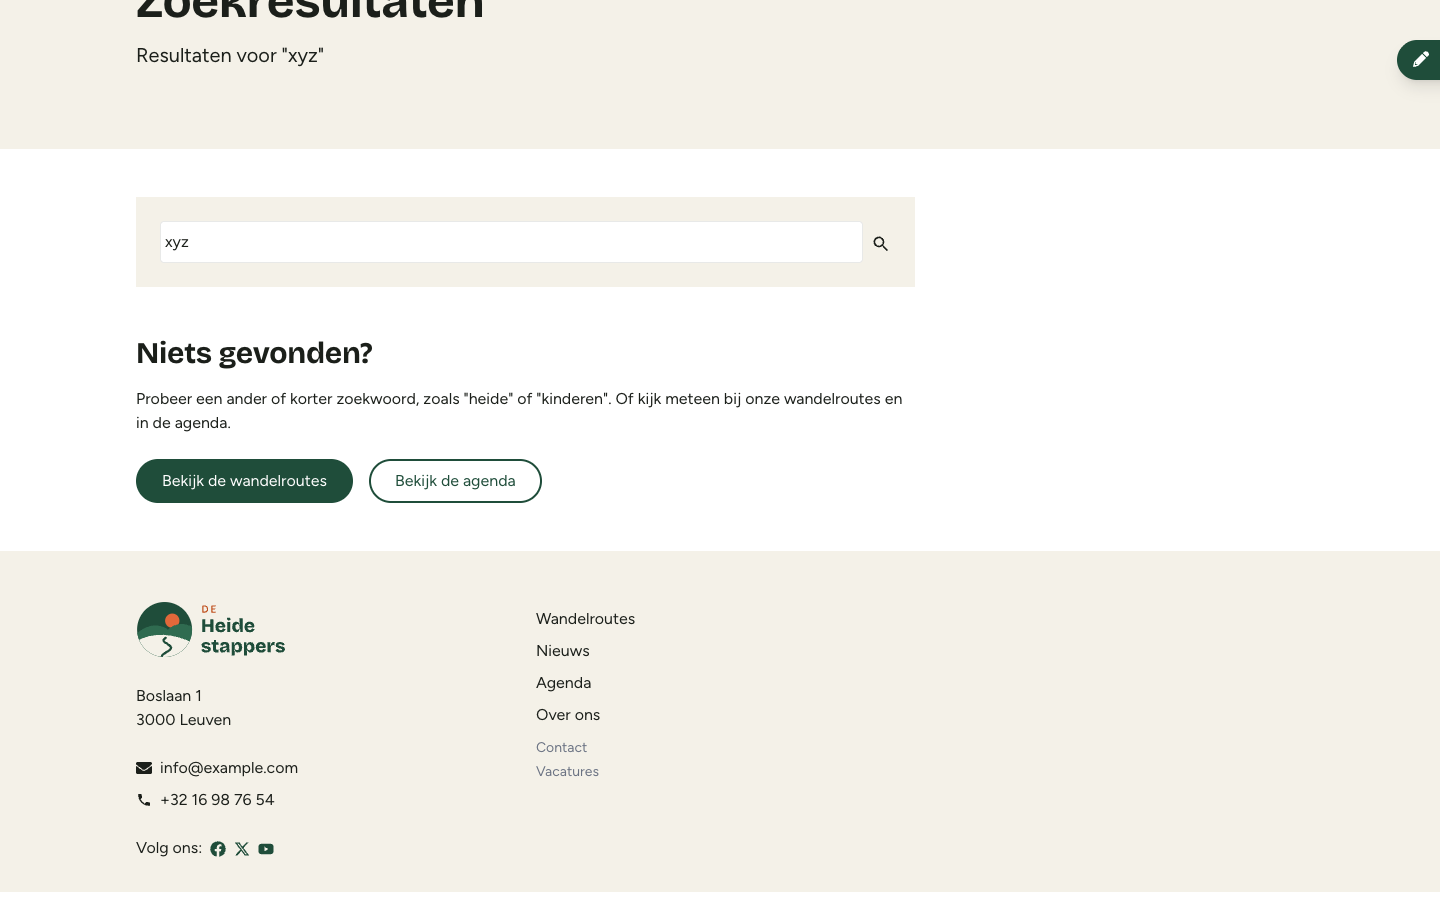 Zoekresultaten
Resultaten voor "xyz"
xyz
Niets gevonden?
Probeer een ander of korter zoekwoord, zoals "heide" of "kinderen". Of kijk meteen bij onze wandelroutes en
in de agenda.
Bekijk de wandelroutes
Bekijk de agenda
DE
Heide
stappers
Boslaan 1
3000 Leuven
info@example.com
+32 16 98 76 54
Volg ons:
Wandelroutes
Nieuws
Agenda
Over ons
Contact
Vacatures